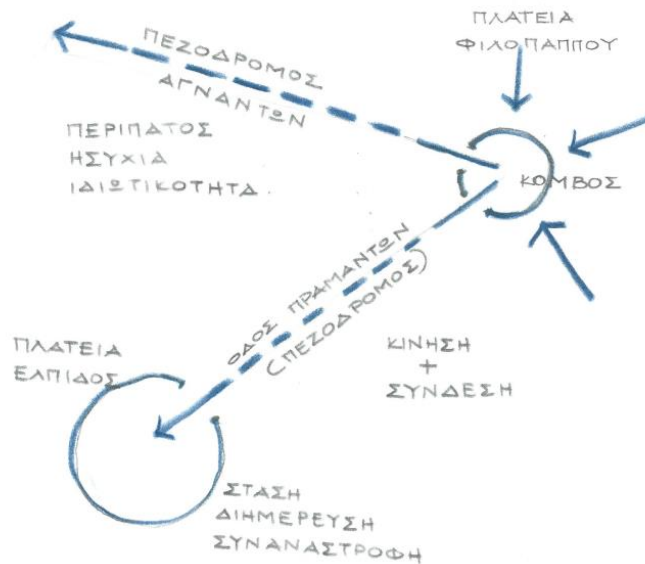 ΠΛΑΤΕΙΑ
ΦΙΛΟΠΑΠΠΟΥ
ΠΕΖΟΔΡΟΜΟΣ
ΑΓΝΑΝΤΩΝ
ΠΕΡΙΠΑΤΟΣ
ΗΣΥΧΙΑ
ΙΔΙΩΤΙΚΟΤΗΤΑ
ΚΟΜΒΟΣ
ΟΔΟΣ ΠΡΑΜΑΝΤΩΝ
(ΠΕΖΟΔΡΟΜΟΣ)
ΚΙΝΗΣΗ
+
ΣΥΝΔΕΣΗ
ΠΛΑΤΕΙΑ
ΕΛΠΙΔΟΣ
ΣΤΑΣΗ
ΔΙΗΜΕΡΕΥΣΗ
ΣΥΝΑΝΑΣΤΡΟΦΗ